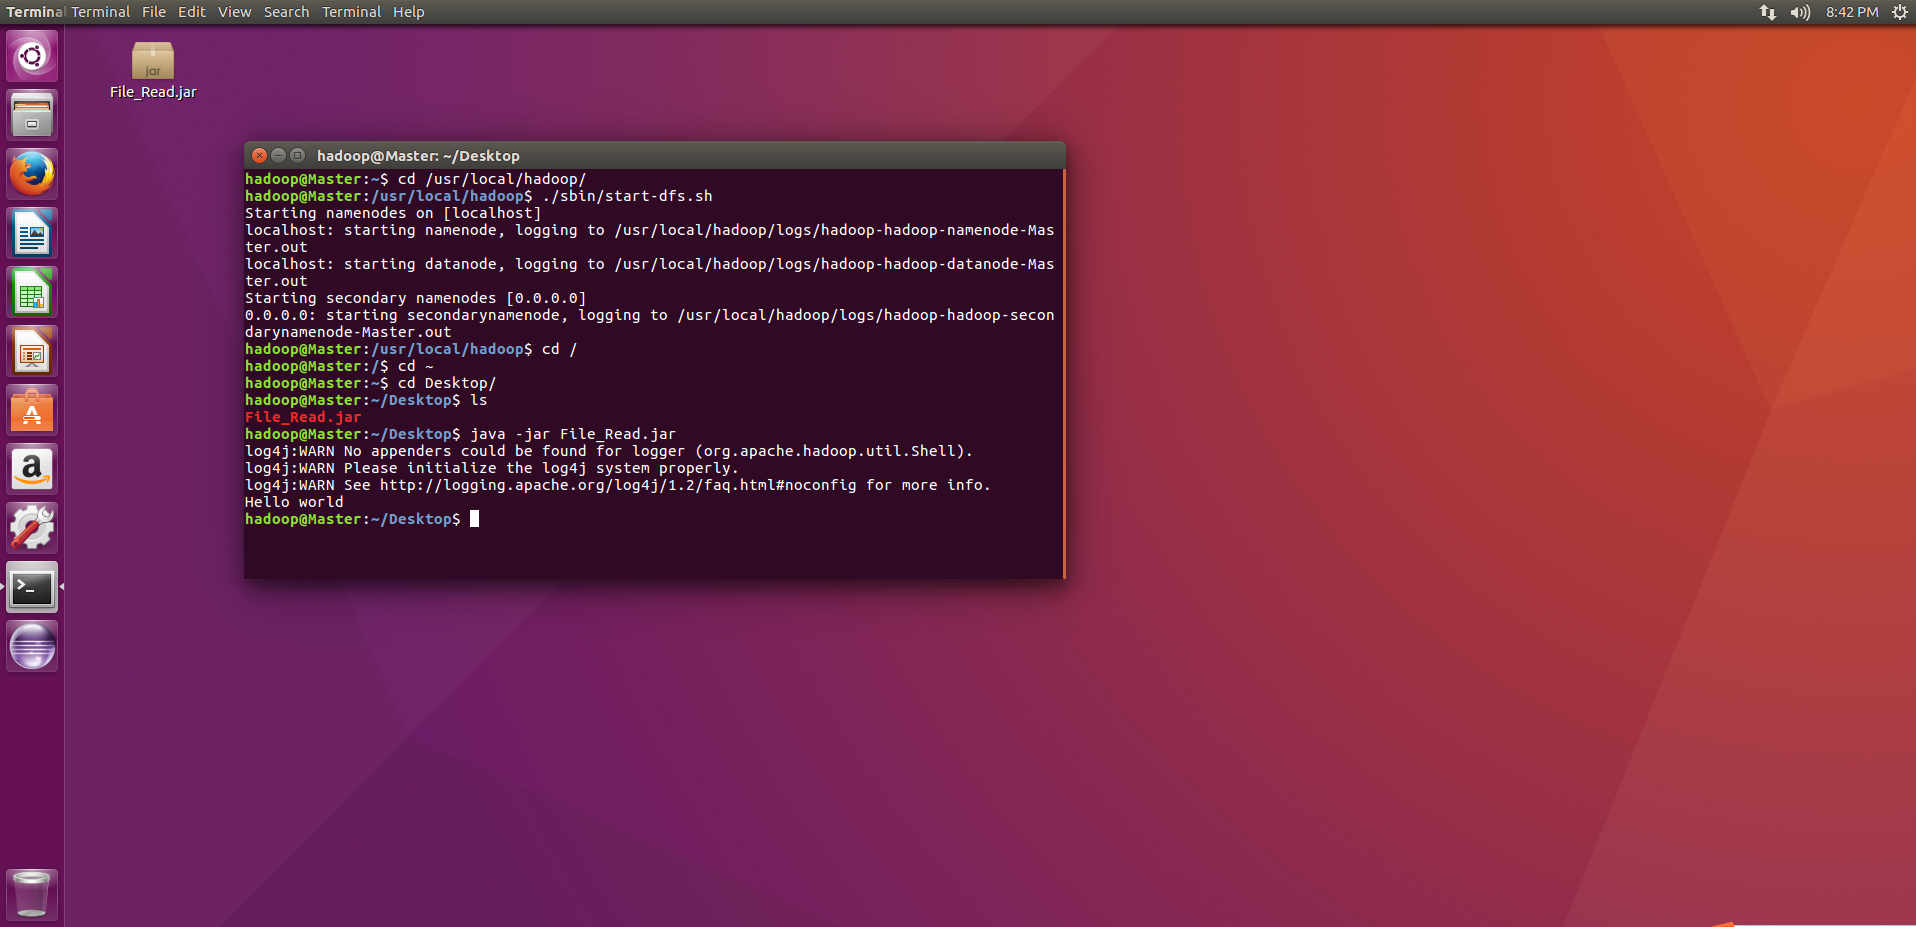 Terminal Terminal File Edit View Search Terminal Help
8:42 PM
jar
File_Read.jar
hadoop@Master: ~/Desktop
hadoop@Master:~$ cd /usr/local/hadoop/
hadoop@Master:/usr/local/hadoop$ ./sbin/start-dfs.sh
Starting namenodes on [localhost]
localhost: starting namenode, logging to /usr/local/hadoop/logs/hadoop-hadoop-namenode-Mas
ter.out
localhost: starting datanode, logging to /usr/local/hadoop/logs/hadoop-hadoop-datanode-Mas
ter.out
Starting secondary namenodes [0.0.0.0]
0.0.0.0: starting secondarynamenode, logging to /usr/local/hadoop/logs/hadoop-hadoop-secon
darynamenode-Master.out
hadoop@Master:/usr/local/hadoop$ cd /
hadoop@Master:/$ cd ~
hadoop@Master:~$ cd Desktop/
hadoop@Master:~/Desktop$ ls
File_Read.jar
hadoop@Master:~/Desktop$ java -jar File_Read.jar
log4j:WARN No appenders could be found for logger (org.apache.hadoop.util.Shell).
log4j:WARN Please initialize the log4j system properly.
log4j:WARN See http://logging.apache.org/log4j/1.2/faq.html#noconfig for more info.
Hello world
hadoop@Master:~/Desktop$